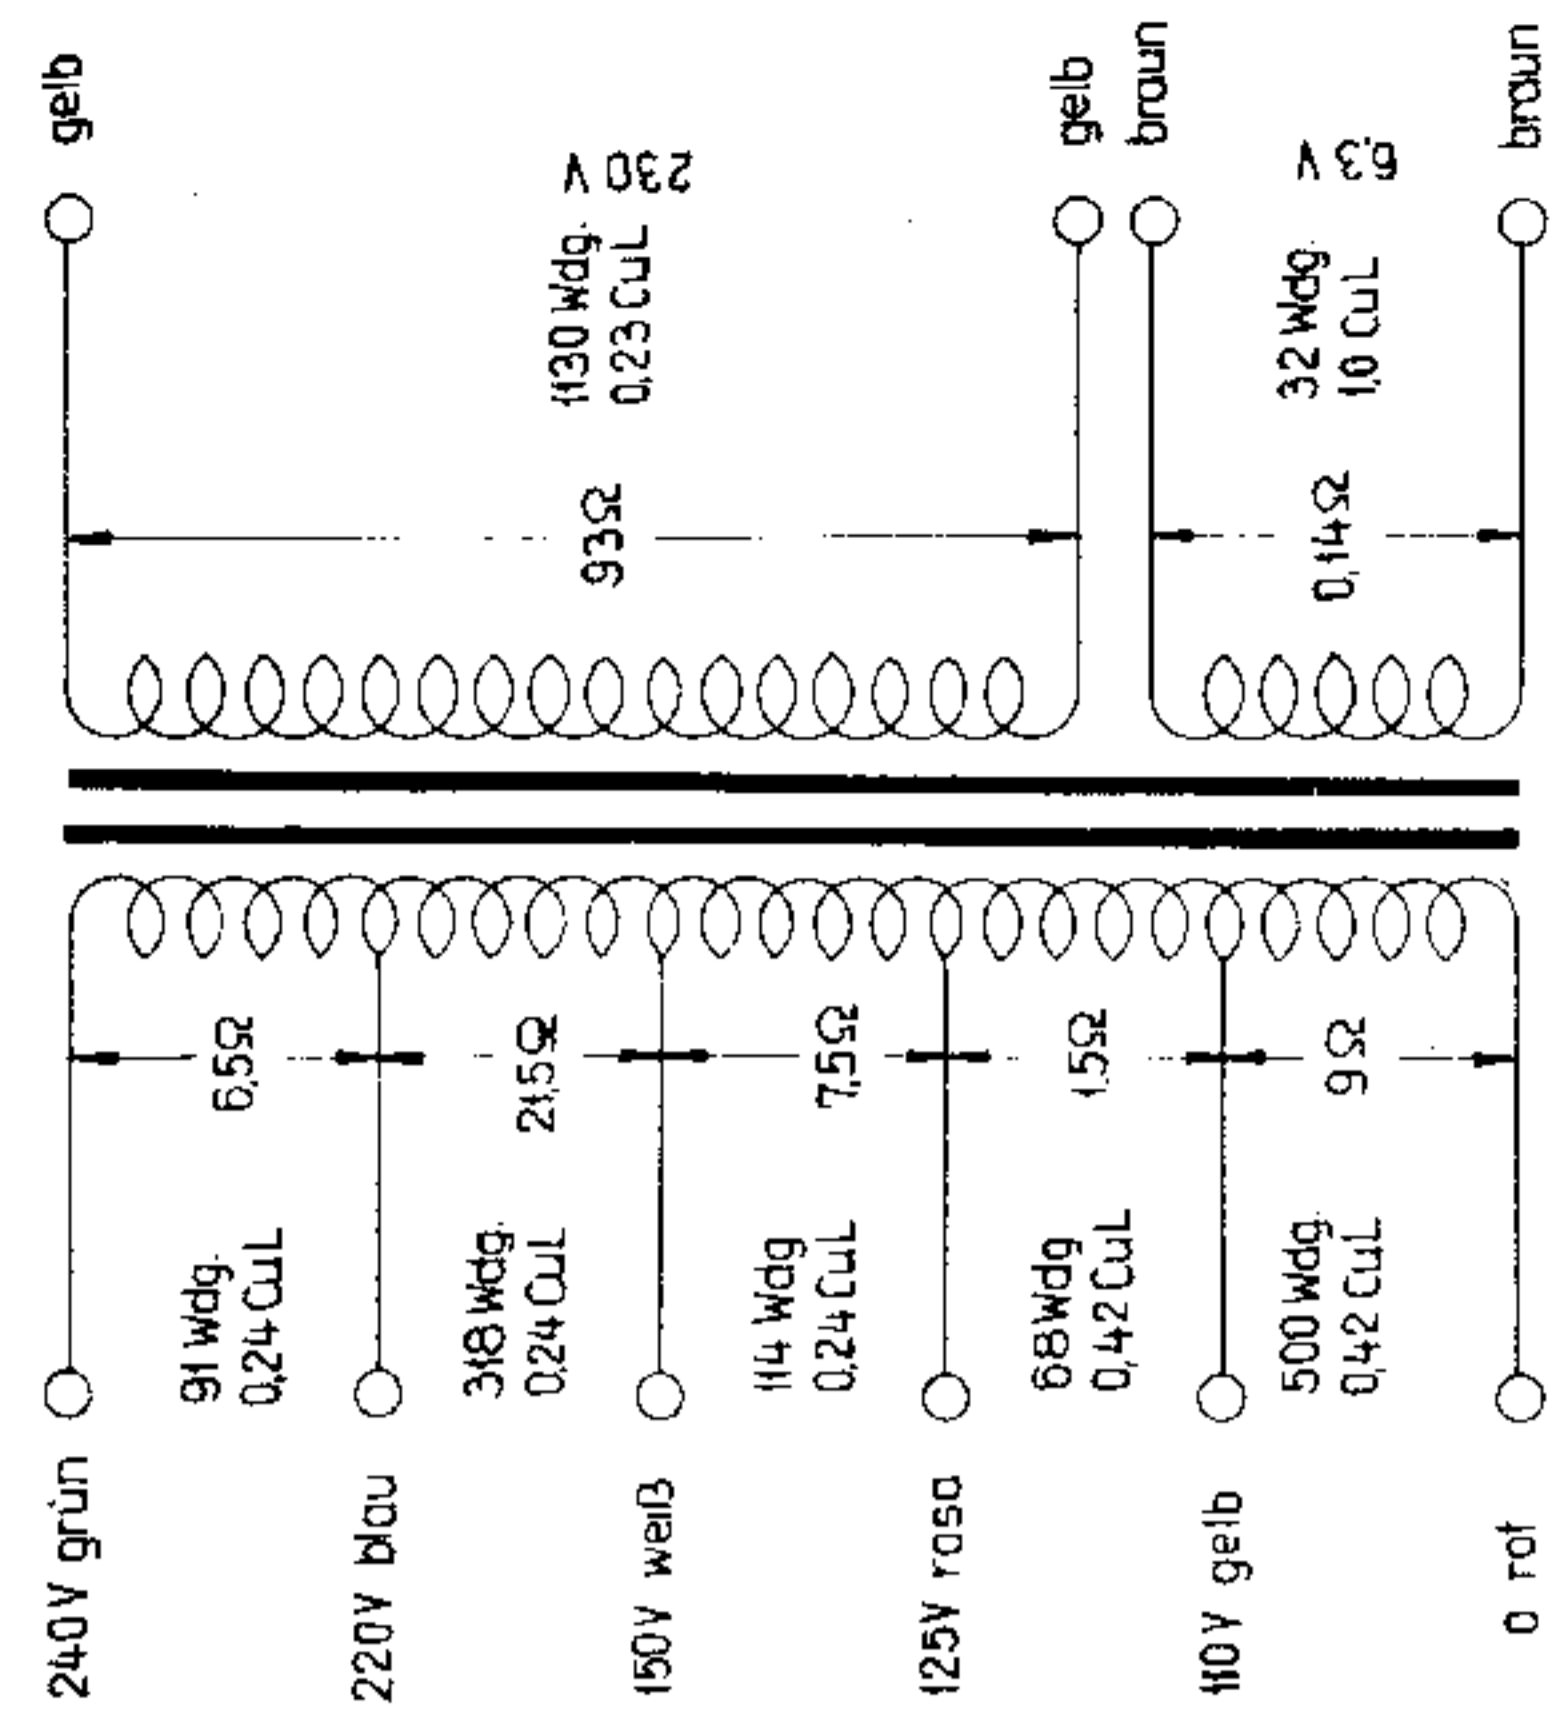 240V grün
91 Wdg.
0,24 CuL
6,5Ω
220V blau
318 Wdg.
0,24 CuL
21,5Ω
150V weiß
114 Wdg
0,24 CuL
7,5Ω
125V rosa
68 Wdg
0,42 CuL
1,5Ω
110V gelb
500 Wdg.
0,42 CuL
9Ω
0 rot
gelb
93Ω
1130 Wdg.
0,23 CuL
230 V
gelb
braun
0,14Ω
32 Wdg.
1,0 CuL
6,3 V
braun